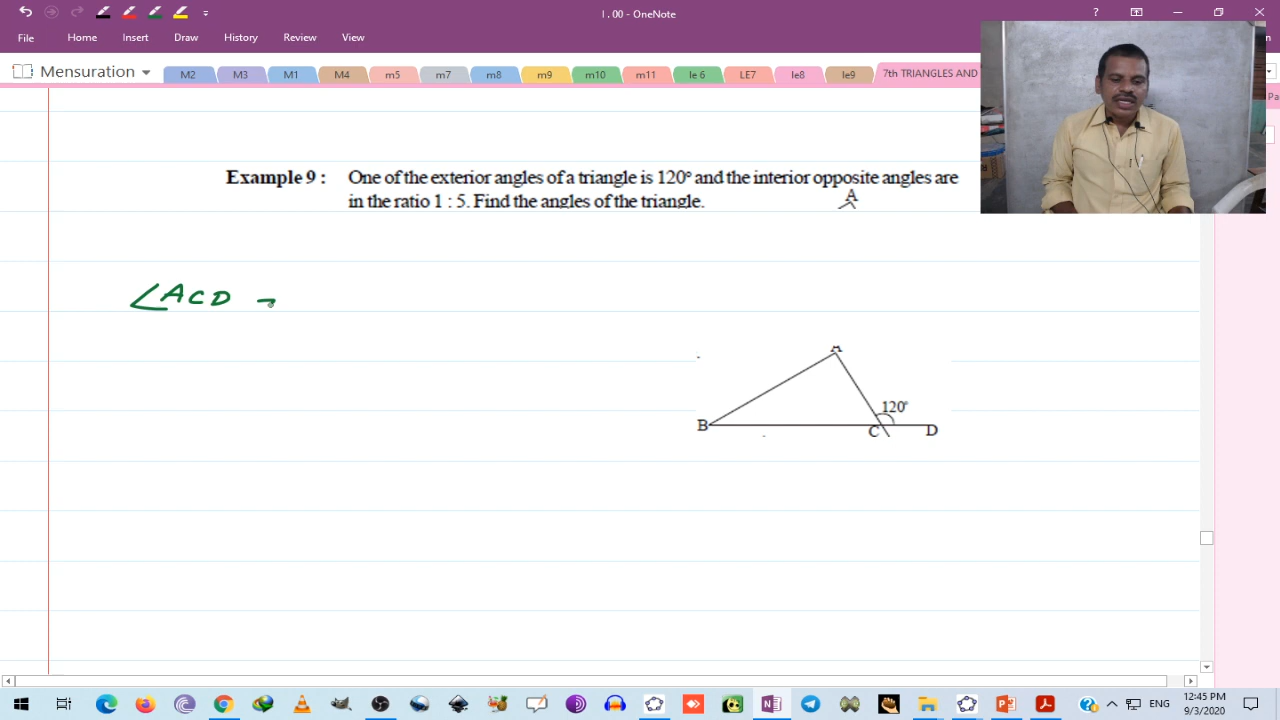 1.00 - OneNote
File Home Insert Draw History Review View
Mensuration M2 M3 M1 M4 m5 m7 m8 m9 m10 m11 le 6 LE7 le8 le9 7th TRIANGLES AND
Pa
Example 9 : One of the exterior angles of a triangle is 120° and the interior opposite angles are
in the ratio 1 : 5. Find the angles of the triangle.
A
∠ACD =
A
120°
B C D
12:45 PM
ENG
9/3/2020